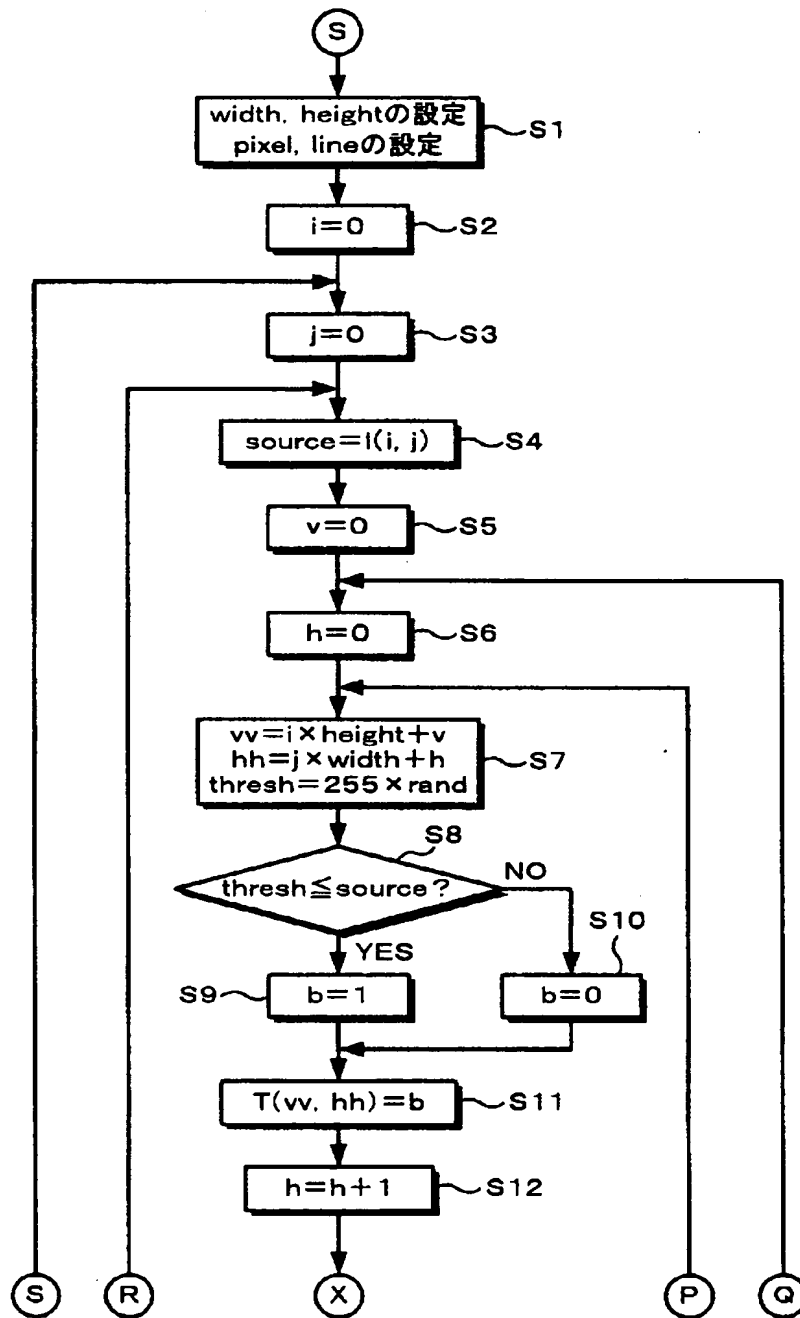 S
width, heightの設定
pixel, lineの設定
S1
i=0
S2
j=0
S3
source=I(i, j)
S4
v=0
S5
h=0
S6
vv=i×height+v
hh=j×width+h
thresh=255×rand
S7
S8
thresh≦source?
NO
YES
S10
S9
b=1
b=0
T(vv, hh)=b
S11
h=h+1
S12
S
R
X
P
Q